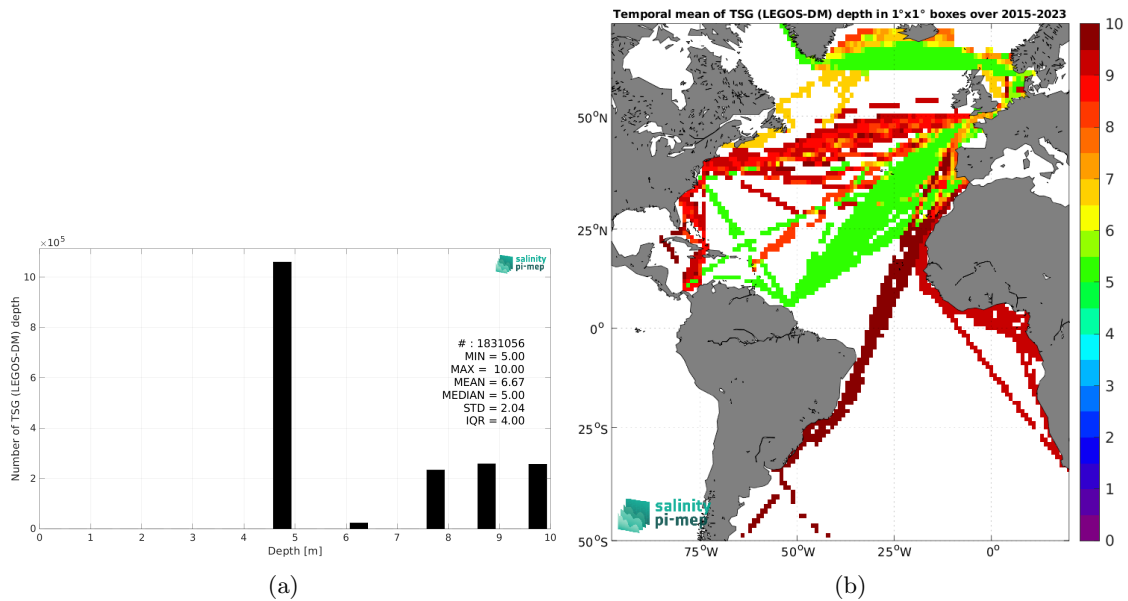 ×10⁵
10
8
6
4
2
0
Number of TSG (LEGOS-DM) depth
salinity
pi-mep
# : 1831056
MIN = 5.00
MAX = 10.00
MEAN = 6.67
MEDIAN = 5.00
STD = 2.04
IQR = 4.00
0 1 2 3 4 5 6 7 8 9 10
Depth [m]
(a)
Temporal mean of TSG (LEGOS-DM) depth in 1°x1° boxes over 2015-2023
50°N
25°N
0°
25°S
50°S
75°W 50°W 25°W 0°
salinity
pi-mep
10
9
8
7
6
5
4
3
2
1
0
(b)